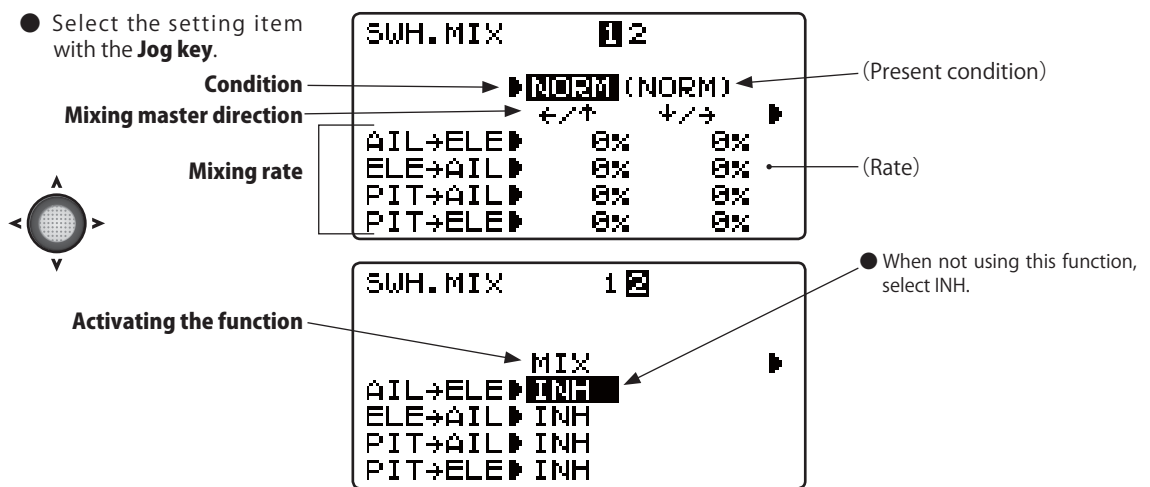 ● Select the setting item
with the Jog key.
SWH.MIX 1 2
Condition
NORM (NORM)
(Present condition)
Mixing master direction
←/↑ ↓/→
Mixing rate
AIL→ELE 0% 0%
ELE→AIL 0% 0%
(Rate)
PIT→AIL 0% 0%
PIT→ELE 0% 0%
SWH.MIX 1 2
● When not using this function,
select INH.
Activating the function
MIX
AIL→ELE INH
ELE→AIL INH
PIT→AIL INH
PIT→ELE INH